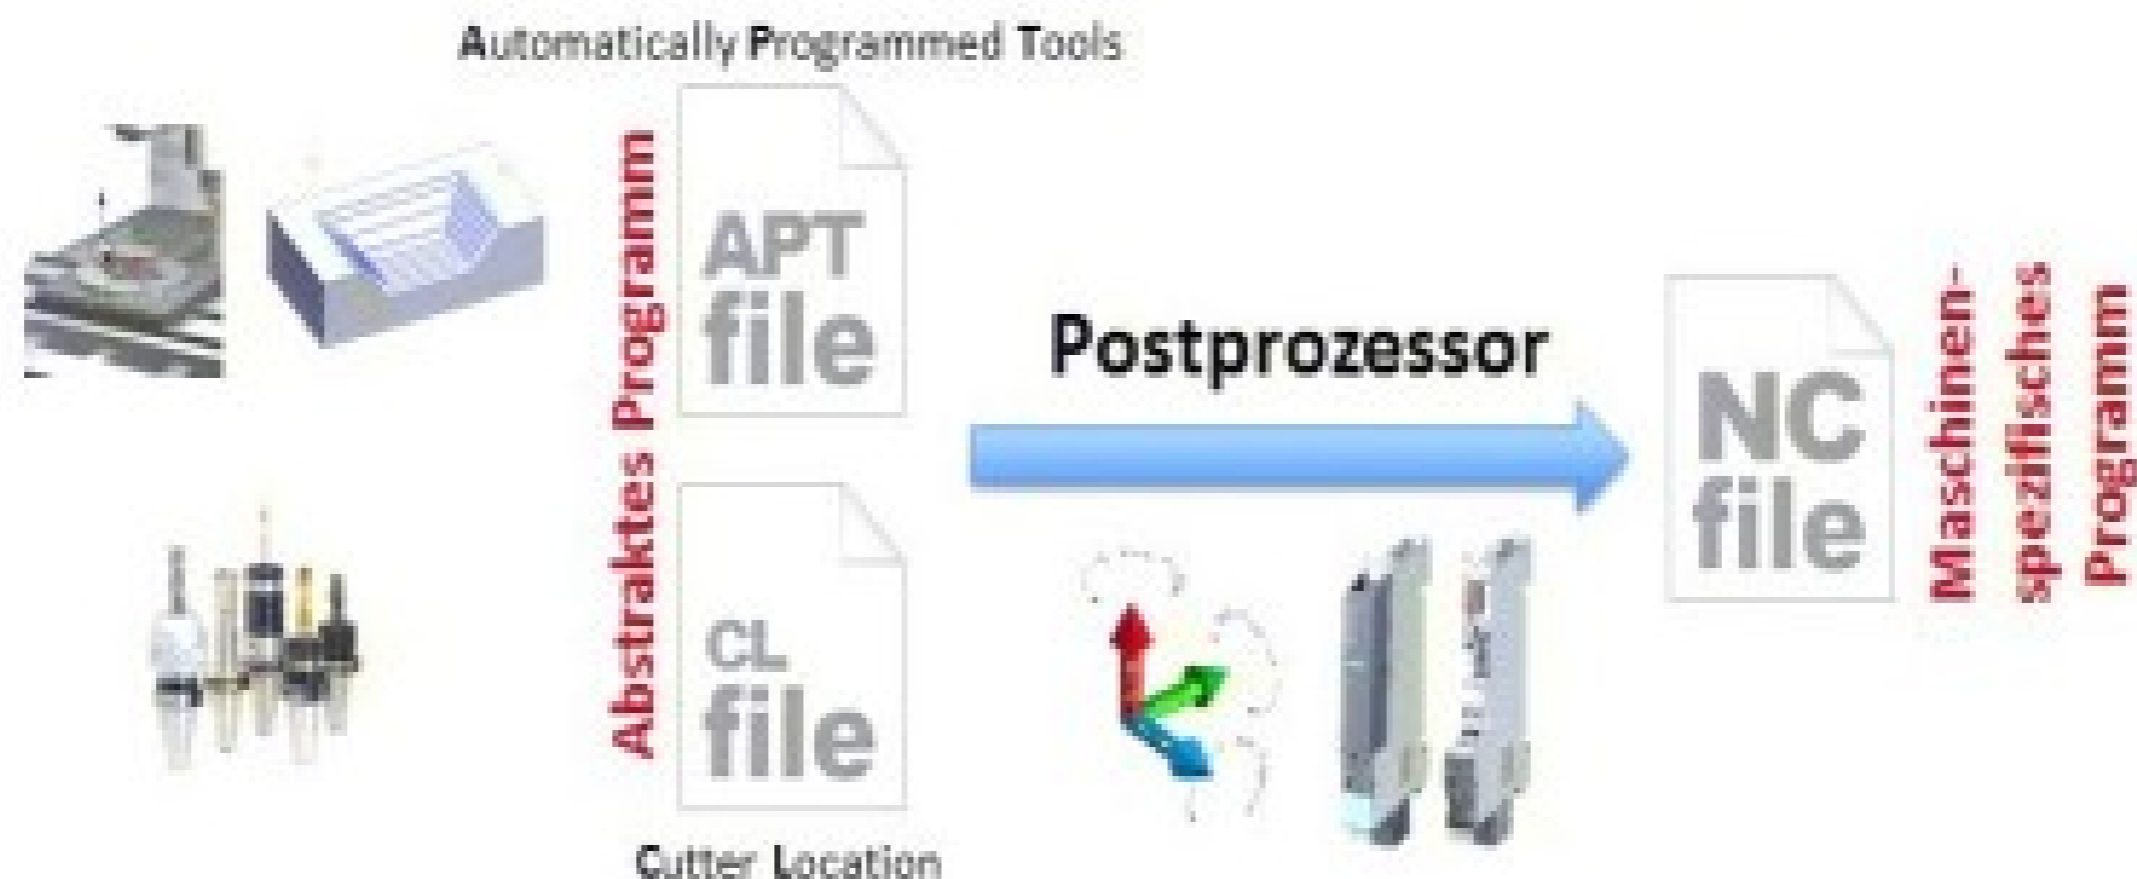 Automatically Programmed Tools
Abstraktes Programm
APT
file
CL
file
Cutter Location
Postprozessor
NC
file
Maschinen-
spezifisches
Programm